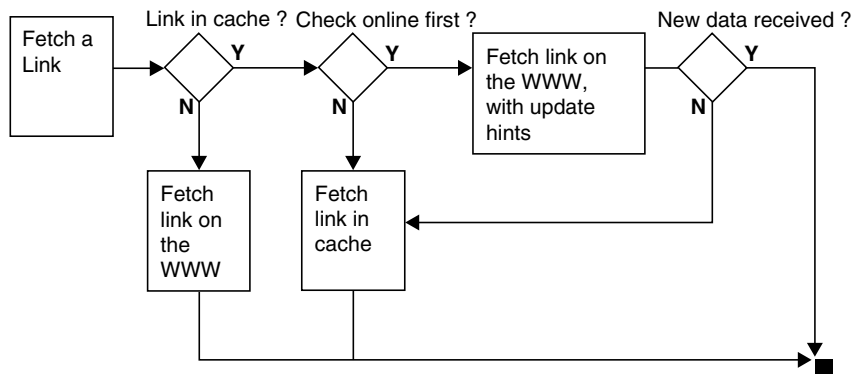 Link in cache ?
Check online first ?
New data received ?
Fetch a
Link
Y
N
Y
N
Fetch link on
the WWW,
with update
hints
Y
N
Fetch
link on
the
WWW
Fetch
link in
cache